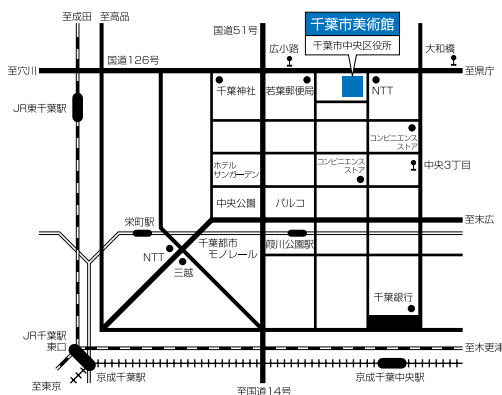 至成田
至高品
国道51号
千葉市美術館
千葉市中央区役所
広小路
大和橋
国道126号
至穴川
至県庁
千葉神社
若葉郵便局
NTT
JR東千葉駅
コンビニエンス
ストア
ホテル
サンガーデン
コンビニエンス
ストア
中央3丁目
中央公園
パルコ
栄町駅
至末広
千葉都市
モノレール
葭川公園駅
NTT
三越
千葉銀行
JR千葉駅
東口
至木更津
京成千葉駅
京成千葉中央駅
至東京
至国道14号